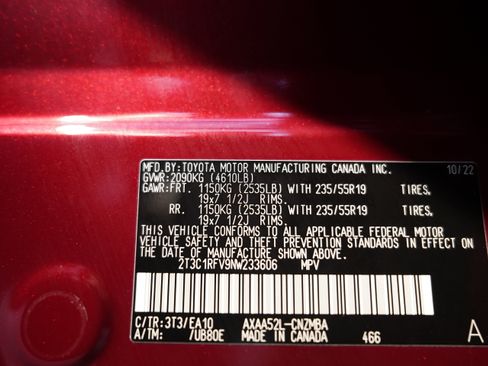 MFD.BY:TOYOTA MOTOR MANUFACTURING CANADA INC. 10/22
GVWR:2090KG (4610LB)
GAWR:FRT. 1150KG (2535LB) WITH 235/55R19 TIRES,
19x7 1/2J RIMS.
RR. 1150KG (2535LB) WITH 235/55R19 TIRES,
19x7 1/2J RIMS.
THIS VEHICLE CONFORMS TO ALL APPLICABLE FEDERAL MOTOR
VEHICLE SAFETY AND THEFT PREVENTION STANDARDS IN EFFECT ON
THE DATE OF MANUFACTURE SHOWN ABOVE.
2T3C1RFV9NW233606 MPV
C/TR:3T3/EA10 AXAA52L-CNZMBA
A/TM: /UB80E MADE IN CANADA 466 A